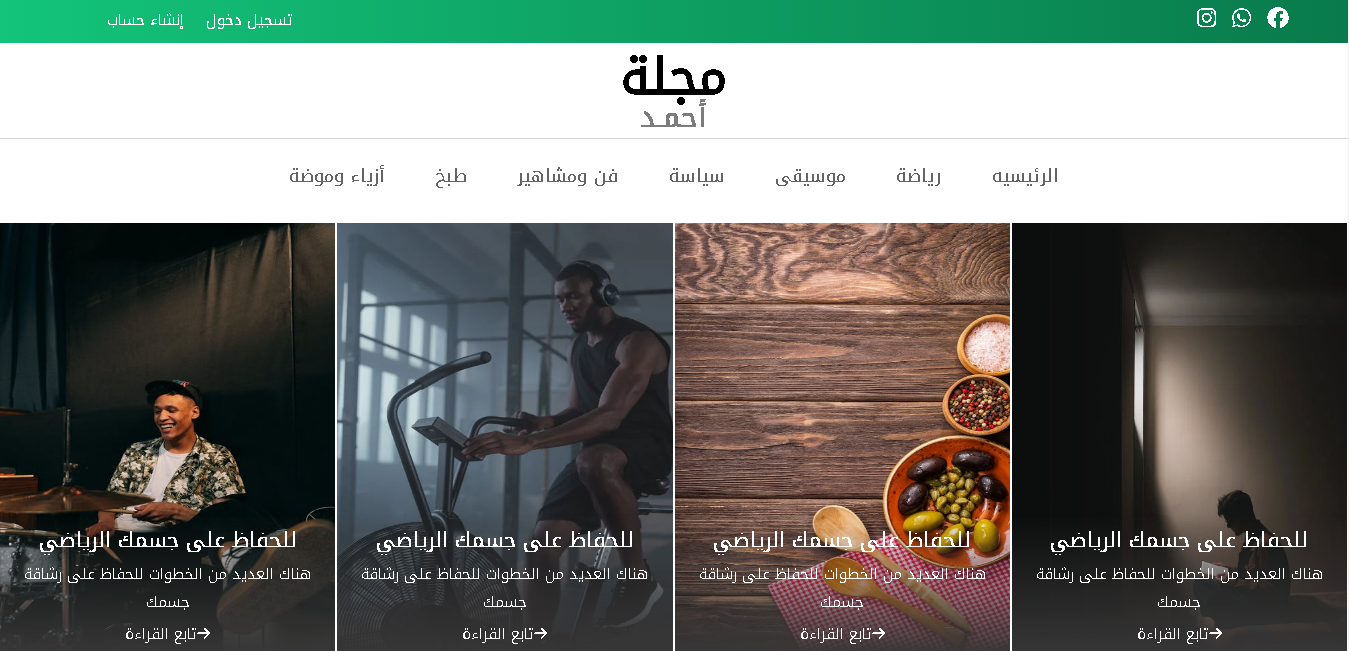 تسجيل دخول
إنشاء حساب
مجلة
أحمد
الرئيسيه
رياضة
موسيقى
سياسة
فن ومشاهير
طبخ
أزياء وموضة
للحفاظ على جسمك الرياضي
هناك العديد من الخطوات للحفاظ على رشاقة
جسمك
تابع القراءة
للحفاظ على جسمك الرياضي
هناك العديد من الخطوات للحفاظ على رشاقة
جسمك
تابع القراءة
للحفاظ على جسمك الرياضي
هناك العديد من الخطوات للحفاظ على رشاقة
جسمك
تابع القراءة
للحفاظ على جسمك الرياضي
هناك العديد من الخطوات للحفاظ على رشاقة
جسمك
تابع القراءة